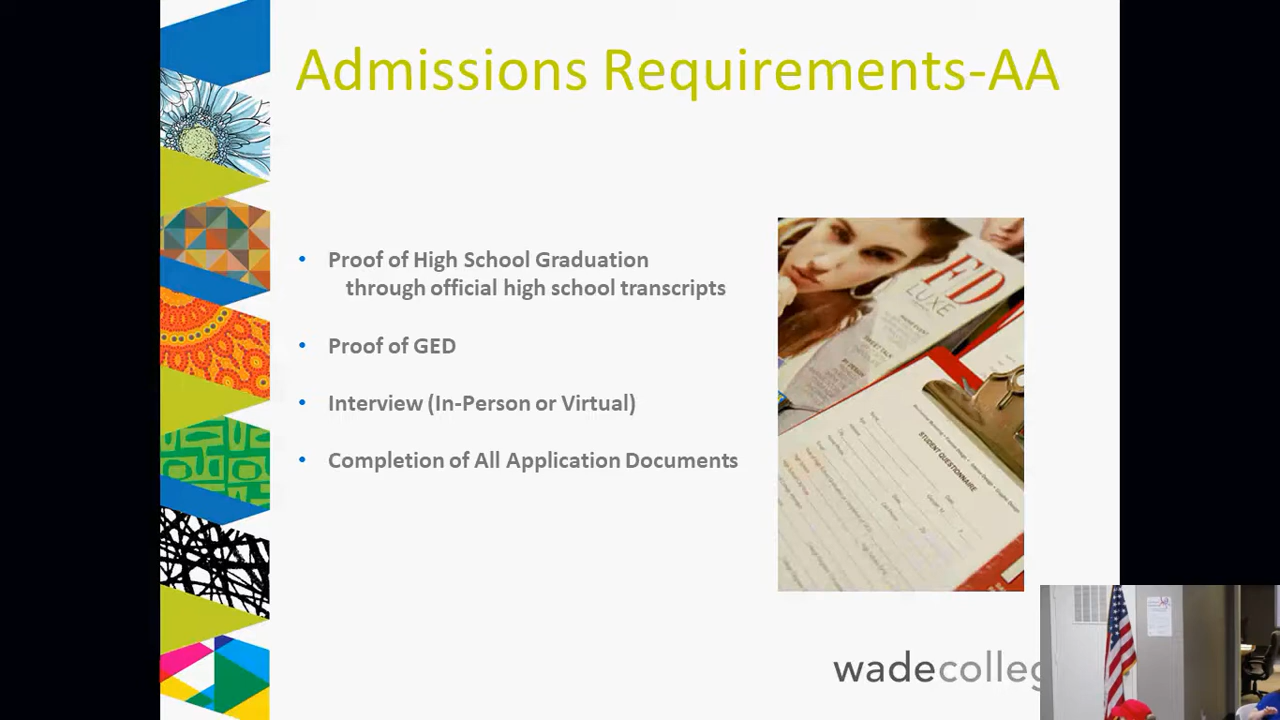 Admissions Requirements-AA
• Proof of High School Graduation
through official high school transcripts
• Proof of GED
• Interview (In-Person or Virtual)
• Completion of All Application Documents
FD
LUXE
STUDENT QUESTIONNAIRE
wadecolleg